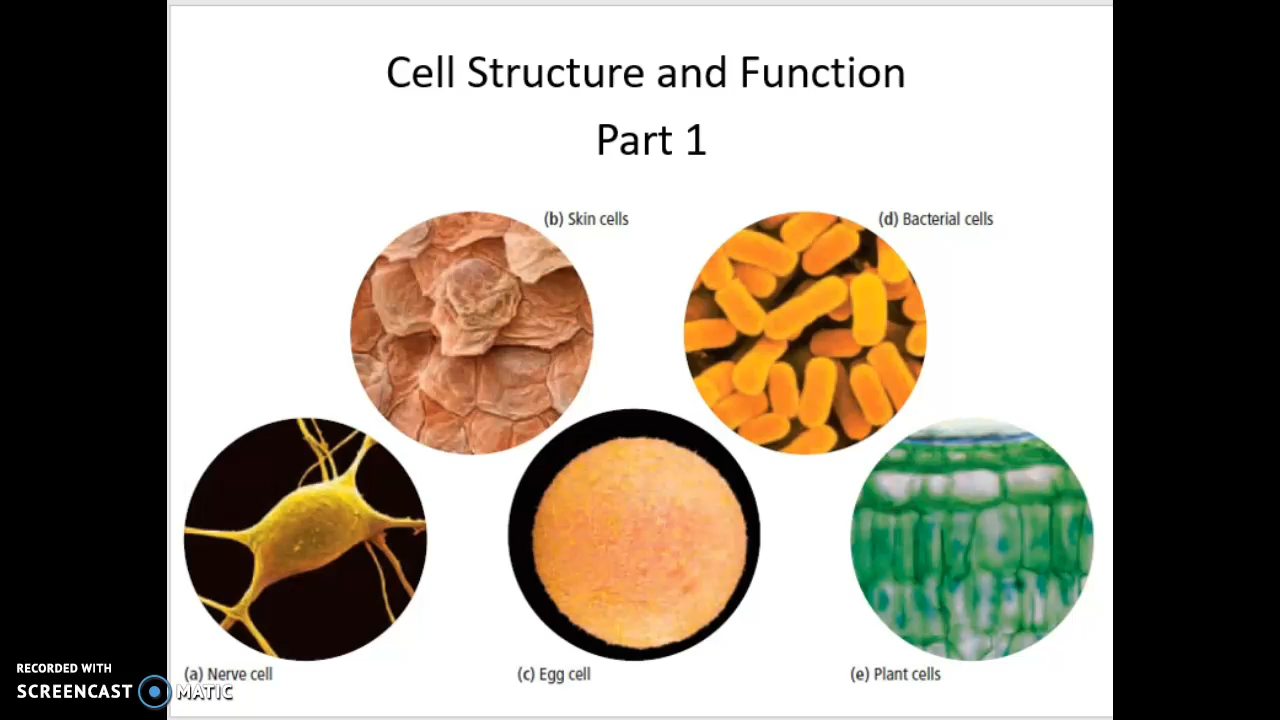 Cell Structure and Function
Part 1
(b) Skin cells
(d) Bacterial cells
(a) Nerve cell
(c) Egg cell
(e) Plant cells
RECORDED WITH
SCREENCAST MATIC